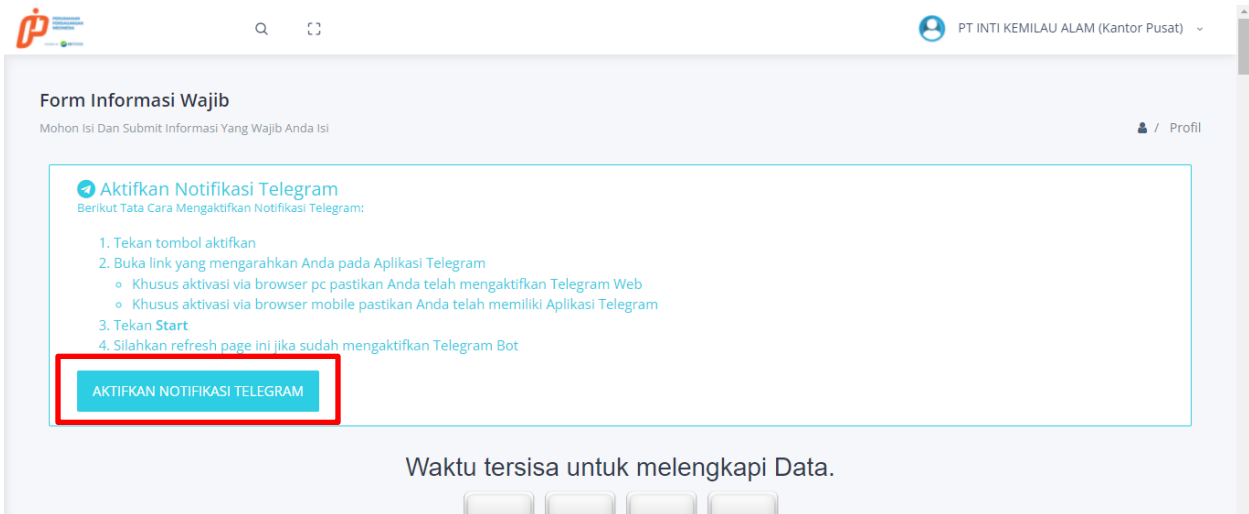 PERUSAHAAN
PERDAGANGAN
INDONESIA
PT INTI KEMILAU ALAM (Kantor Pusat)
Form Informasi Wajib
Mohon Isi Dan Submit Informasi Yang Wajib Anda Isi
/ Profil
Aktifkan Notifikasi Telegram
Berikut Tata Cara Mengaktifkan Notifikasi Telegram:
1. Tekan tombol aktifkan
2. Buka link yang mengarahkan Anda pada Aplikasi Telegram
Khusus aktivasi via browser pc pastikan Anda telah mengaktifkan Telegram Web
Khusus aktivasi via browser mobile pastikan Anda telah memiliki Aplikasi Telegram
3. Tekan Start
4. Silahkan refresh page ini jika sudah mengaktifkan Telegram Bot
AKTIFKAN NOTIFIKASI TELEGRAM
Waktu tersisa untuk melengkapi Data.